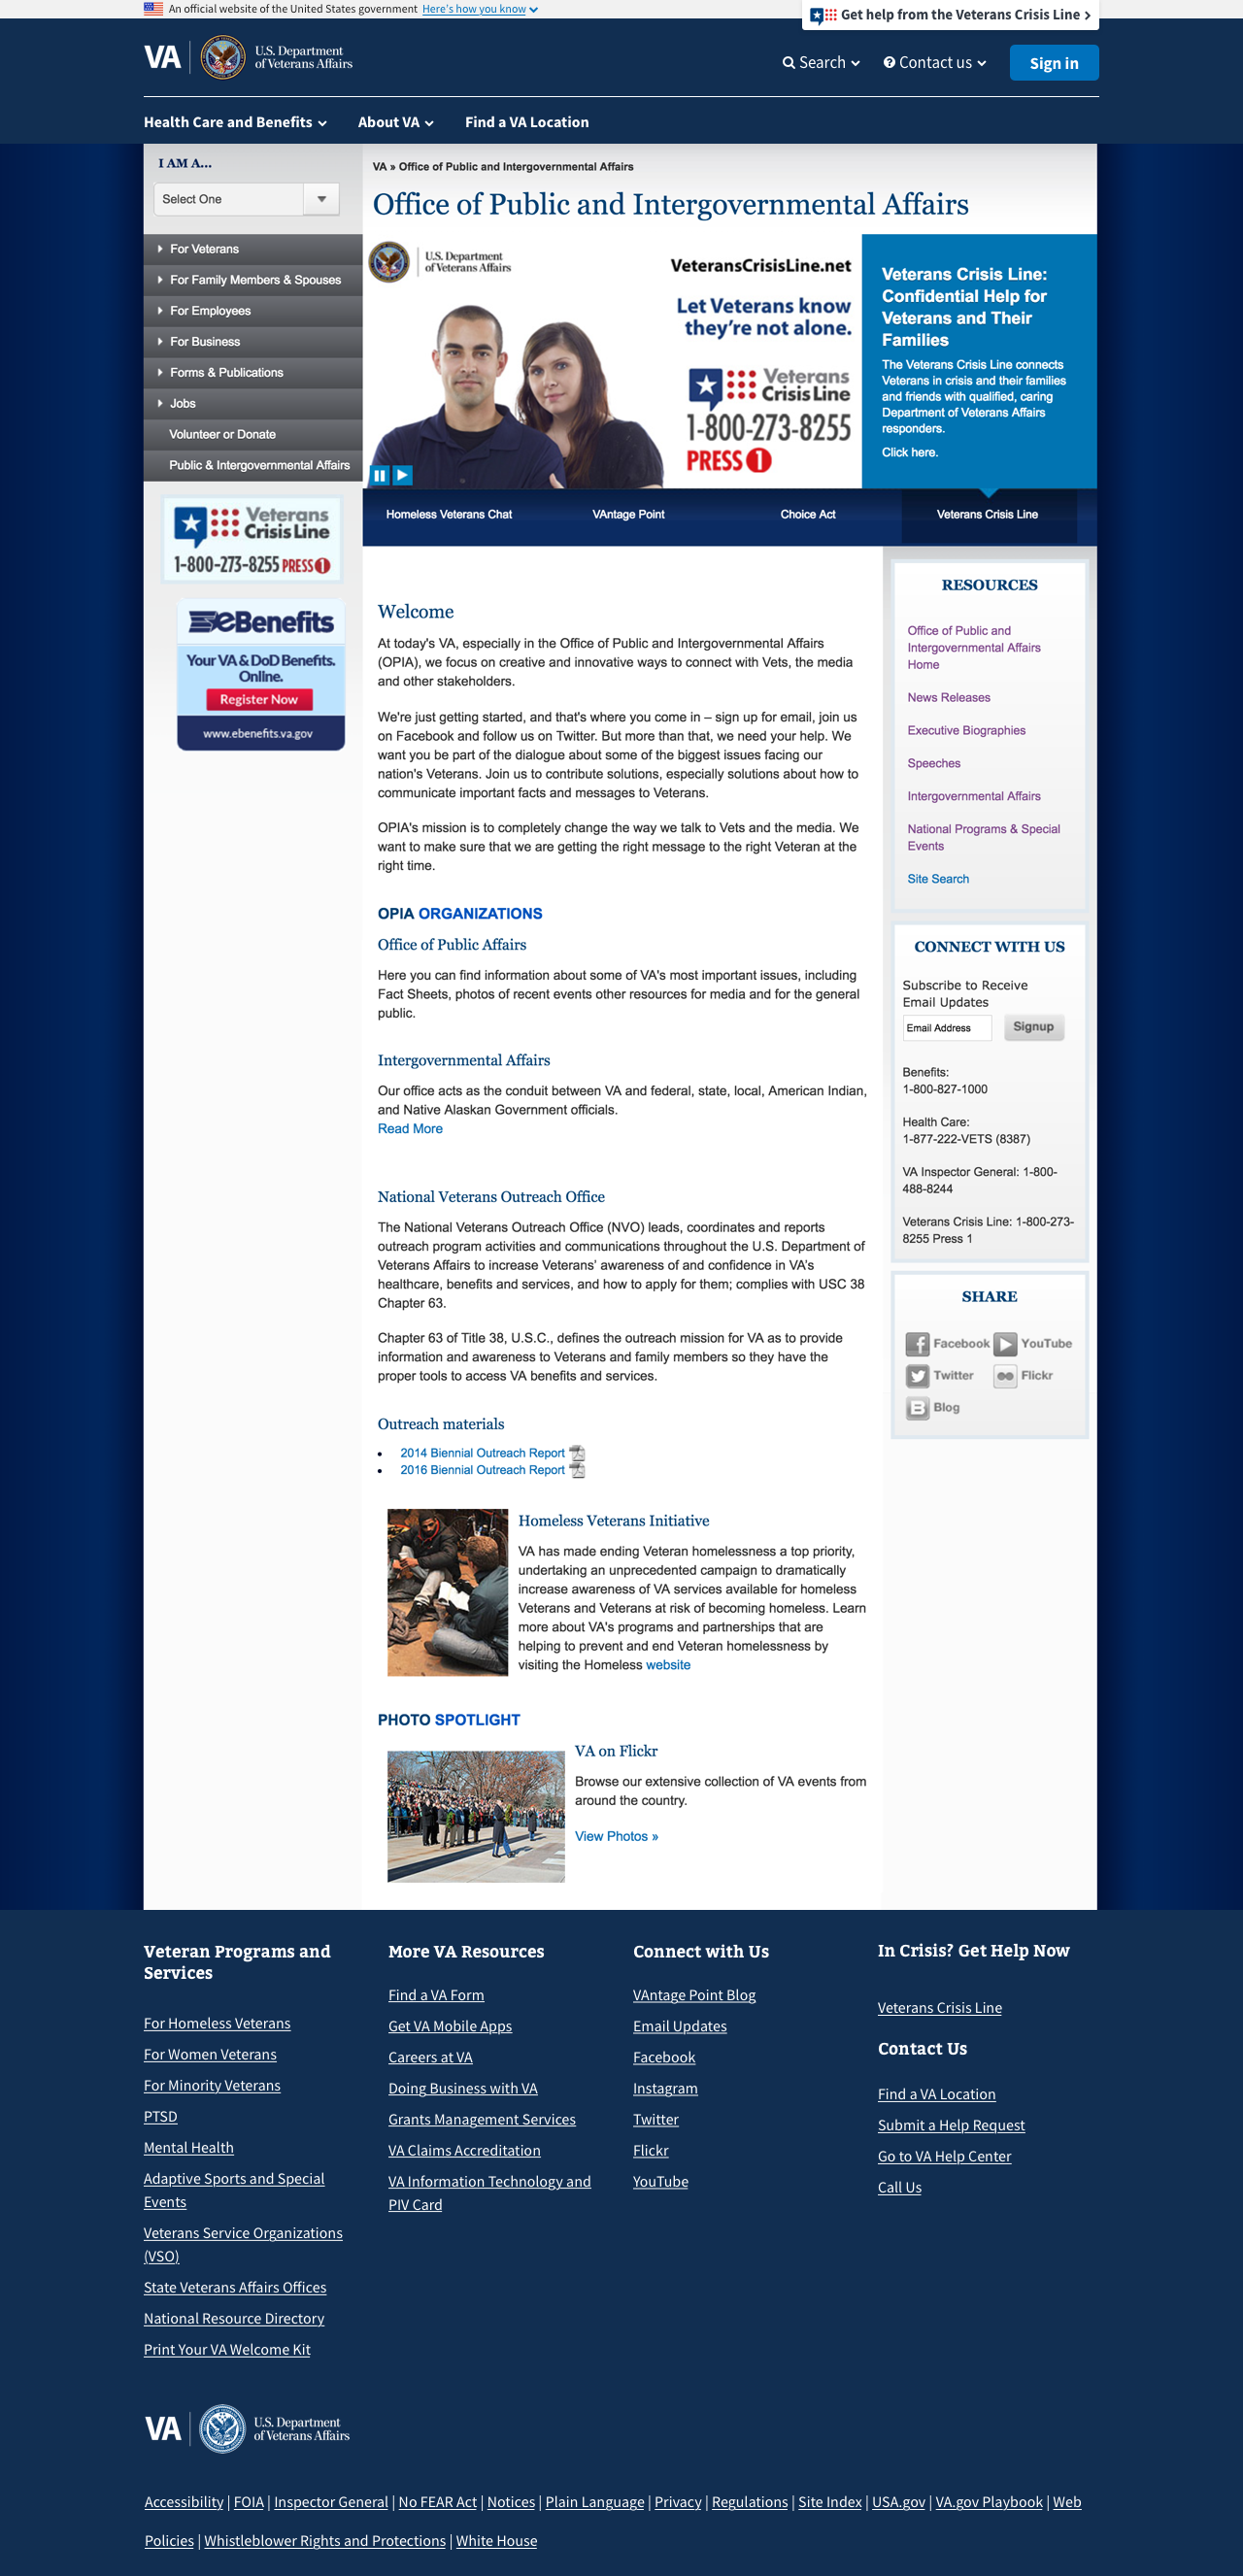 An official website of the United States government Here's how you know
Get help from the Veterans Crisis Line
VA
U.S. Department
of Veterans Affairs
Search
Contact us
Sign in
Health Care and Benefits
About VA
Find a VA Location
I AM A...
Select One
For Veterans
For Family Members & Spouses
For Employees
For Business
Forms & Publications
Jobs
Volunteer or Donate
Public & Intergovernmental Affairs
Veterans
Crisis Line
1-800-273-8255 PRESS 1
eBenefits
Your VA & DoD Benefits.
Online.
Register Now
www.ebenefits.va.gov
VA » Office of Public and Intergovernmental Affairs
Office of Public and Intergovernmental Affairs
U.S. Department
of Veterans Affairs
VeteransCrisisLine.net
Let Veterans know
they're not alone.
Veterans
Crisis Line
1-800-273-8255
PRESS 1
Veterans Crisis Line:
Confidential Help for
Veterans and Their
Families
The Veterans Crisis Line connects
Veterans in crisis and their families
and friends with qualified, caring
Department of Veterans Affairs
responders.
Click here.
Homeless Veterans Chat
VAntage Point
Choice Act
Veterans Crisis Line
Welcome
At today's VA, especially in the Office of Public and Intergovernmental Affairs
(OPIA), we focus on creative and innovative ways to connect with Vets, the media
and other stakeholders.
We're just getting started, and that's where you come in – sign up for email, join us
on Facebook and follow us on Twitter. But more than that, we need your help. We
want you be part of the dialogue about some of the biggest issues facing our
nation's Veterans. Join us to contribute solutions, especially solutions about how to
communicate important facts and messages to Veterans.
OPIA's mission is to completely change the way we talk to Vets and the media. We
want to make sure that we are getting the right message to the right Veteran at the
right time.
OPIA ORGANIZATIONS
Office of Public Affairs
Here you can find information about some of VA's most important issues, including
Fact Sheets, photos of recent events other resources for media and for the general
public.
Intergovernmental Affairs
Our office acts as the conduit between VA and federal, state, local, American Indian,
and Native Alaskan Government officials.
Read More
National Veterans Outreach Office
The National Veterans Outreach Office (NVO) leads, coordinates and reports
outreach program activities and communications throughout the U.S. Department of
Veterans Affairs to increase Veterans' awareness of and confidence in VA's
healthcare, benefits and services, and how to apply for them; complies with USC 38
Chapter 63.
Chapter 63 of Title 38, U.S.C., defines the outreach mission for VA as to provide
information and awareness to Veterans and family members so they have the
proper tools to access VA benefits and services.
Outreach materials
• 2014 Biennial Outreach Report
• 2016 Biennial Outreach Report
Homeless Veterans Initiative
VA has made ending Veteran homelessness a top priority,
undertaking an unprecedented campaign to dramatically
increase awareness of VA services available for homeless
Veterans and Veterans at risk of becoming homeless. Learn
more about VA's programs and partnerships that are
helping to prevent and end Veteran homelessness by
visiting the Homeless website
PHOTO SPOTLIGHT
VA on Flickr
Browse our extensive collection of VA events from
around the country.
View Photos »
RESOURCES
Office of Public and
Intergovernmental Affairs
Home
News Releases
Executive Biographies
Speeches
Intergovernmental Affairs
National Programs & Special
Events
Site Search
CONNECT WITH US
Subscribe to Receive
Email Updates
Email Address
Signup
Benefits:
1-800-827-1000
Health Care:
1-877-222-VETS (8387)
VA Inspector General: 1-800-
488-8244
Veterans Crisis Line: 1-800-273-
8255 Press 1
SHARE
Facebook
YouTube
Twitter
Flickr
Blog
Veteran Programs and
Services
For Homeless Veterans
For Women Veterans
For Minority Veterans
PTSD
Mental Health
Adaptive Sports and Special
Events
Veterans Service Organizations
(VSO)
State Veterans Affairs Offices
National Resource Directory
Print Your VA Welcome Kit
More VA Resources
Find a VA Form
Get VA Mobile Apps
Careers at VA
Doing Business with VA
Grants Management Services
VA Claims Accreditation
VA Information Technology and
PIV Card
Connect with Us
VAntage Point Blog
Email Updates
Facebook
Instagram
Twitter
Flickr
YouTube
In Crisis? Get Help Now
Veterans Crisis Line
Contact Us
Find a VA Location
Submit a Help Request
Go to VA Help Center
Call Us
VA
U.S. Department
of Veterans Affairs
Accessibility | FOIA | Inspector General | No FEAR Act | Notices | Plain Language | Privacy | Regulations | Site Index | USA.gov | VA.gov Playbook | Web
Policies | Whistleblower Rights and Protections | White House